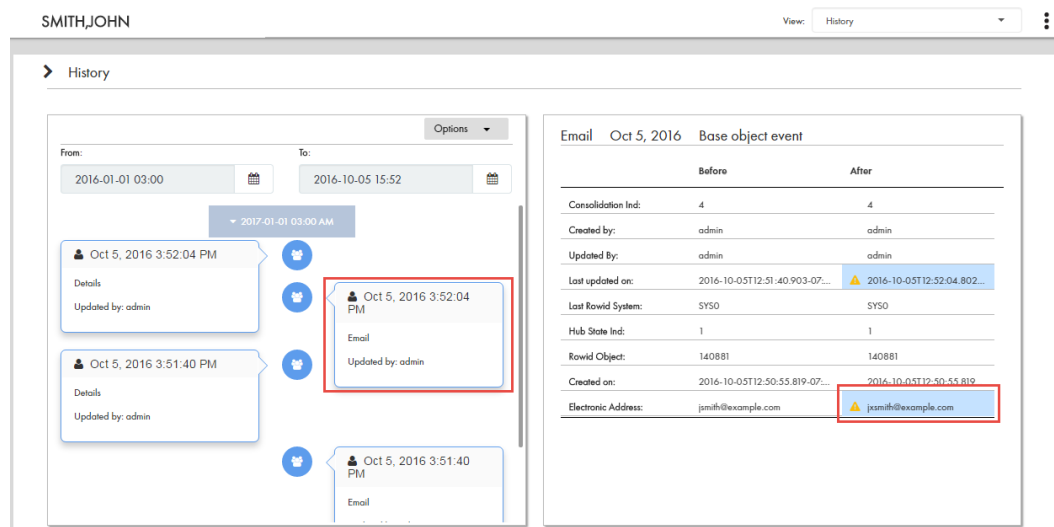 SMITH,JOHN
View: History
History
Options
From: To:
2016-01-01 03:00 2016-10-05 15:52
2017-01-01 03:00 AM
Oct 5, 2016 3:52:04 PM
Details
Updated by: admin
Oct 5, 2016 3:52:04
PM
Email
Updated by: admin
Oct 5, 2016 3:51:40 PM
Details
Updated by: admin
Oct 5, 2016 3:51:40
PM
Email
Email Oct 5, 2016 Base object event
Before After
Consolidation Ind: 4 4
Created by: admin admin
Updated By: admin admin
Last updated on: 2016-10-05T12:51:40.903-07:... 2016-10-05T12:52:04.802...
Last Rowid System: SYS0 SYS0
Hub State Ind: 1 1
Rowid Object: 140881 140881
Created on: 2016-10-05T12:50:55.819-07:... 2016-10-05T12:50:55.819
Electronic Address: jsmith@example.com jxsmith@example.com